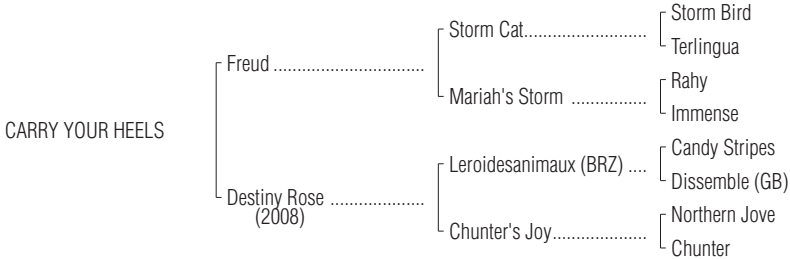 Storm Bird
Storm Cat..........................
Terlingua
Freud ................................
Rahy
Mariah's Storm ................
Immense
CARRY YOUR HEELS
Candy Stripes
Leroidesanimaux (BRZ) ....
Dissemble (GB)
Destiny Rose ....................
(2008)
Northern Jove
Chunter's Joy....................
Chunter